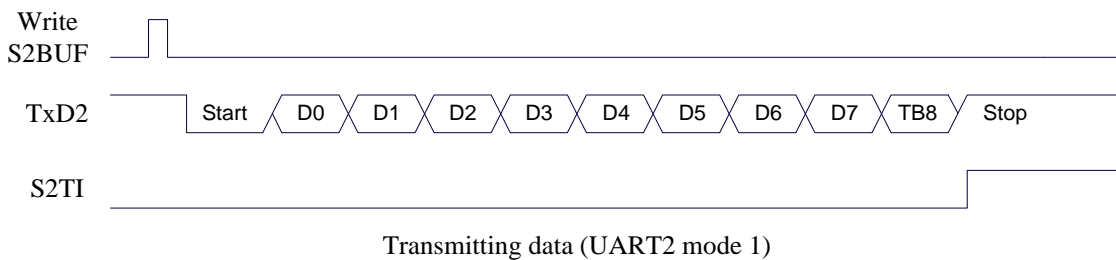 Write
S2BUF
TxD2
Start D0 D1 D2 D3 D4 D5 D6 D7 TB8 Stop
S2TI
Transmitting data (UART2 mode 1)